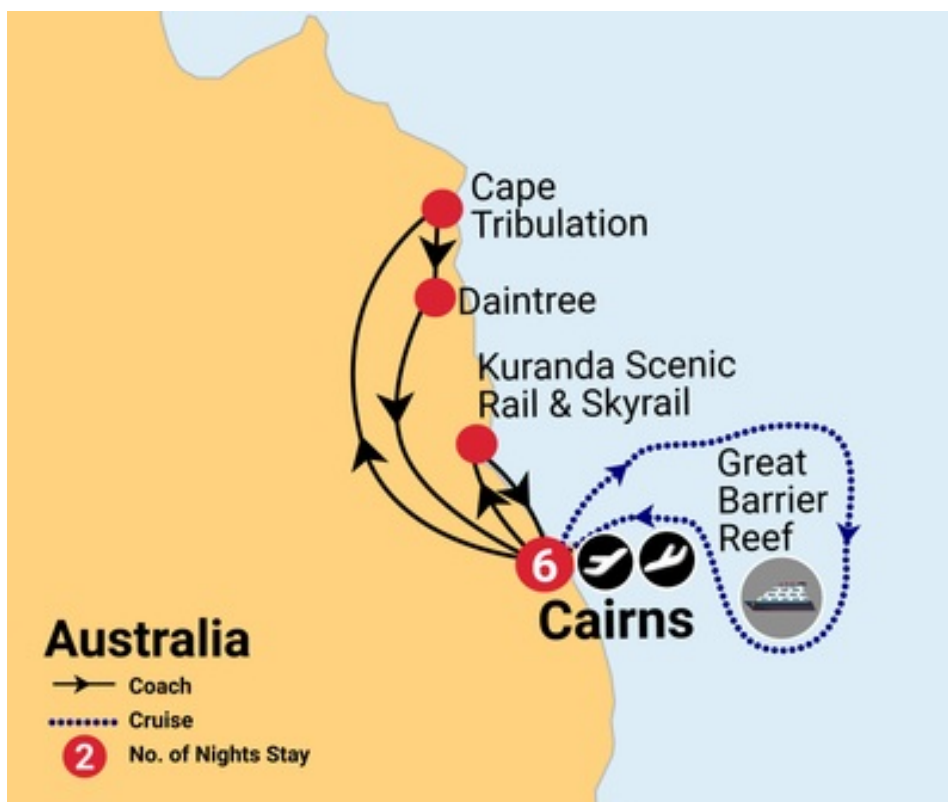 Cape
Tribulation
Daintree
Kuranda Scenic
Rail & Skyrail
Great
Barrier
Reef
6
Cairns
Australia
Coach
Cruise
2 No. of Nights Stay